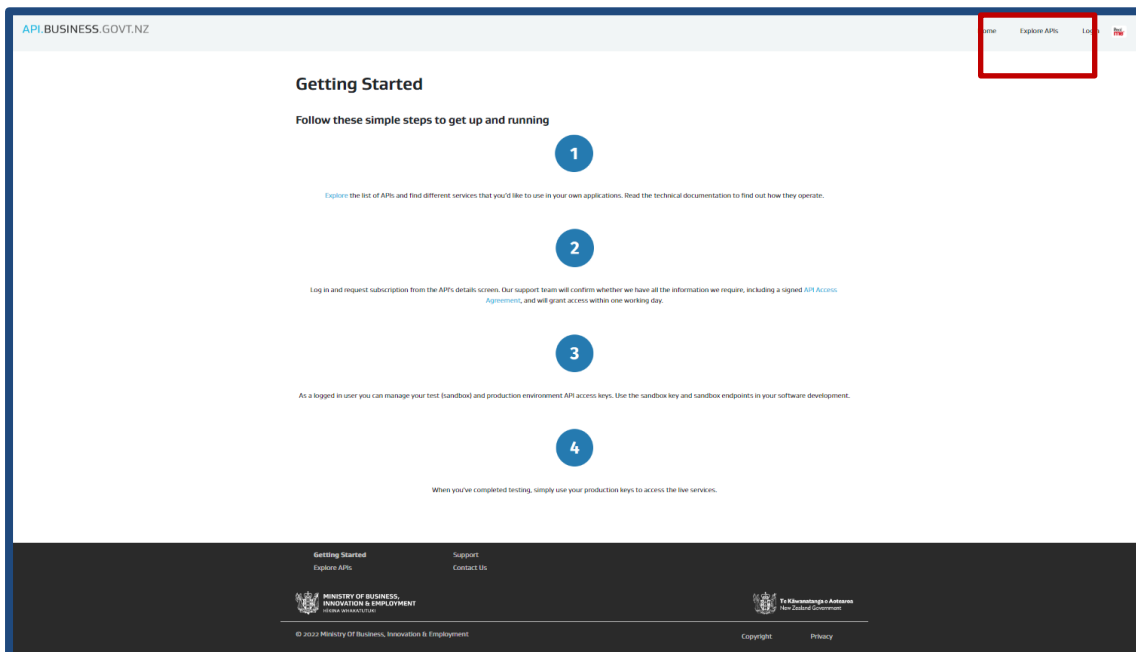 API.BUSINESS.GOVT.NZ
Home Explore APIs Login
Getting Started
Follow these simple steps to get up and running
1
Explore the list of APIs and find different services that you'd like to use in your own applications. Read the technical documentation to find out how they operate.
2
Log in and request subscription from the API's details screen. Our support team will confirm whether we have all the information we require, including a signed API Access
Agreement, and will grant access within one working day.
3
As a logged in user you can manage your test (sandbox) and production environment API access keys. Use the sandbox key and sandbox endpoints in your software development.
4
When you've completed testing, simply use your production keys to access the live services.
Getting Started Support
Explore APIs Contact Us
MINISTRY OF BUSINESS,
INNOVATION & EMPLOYMENT
HĪKINA WHAKATUTUKI
Te Kāwanatanga o Aotearoa
New Zealand Government
© 2022 Ministry Of Business, Innovation & Employment
Copyright Privacy